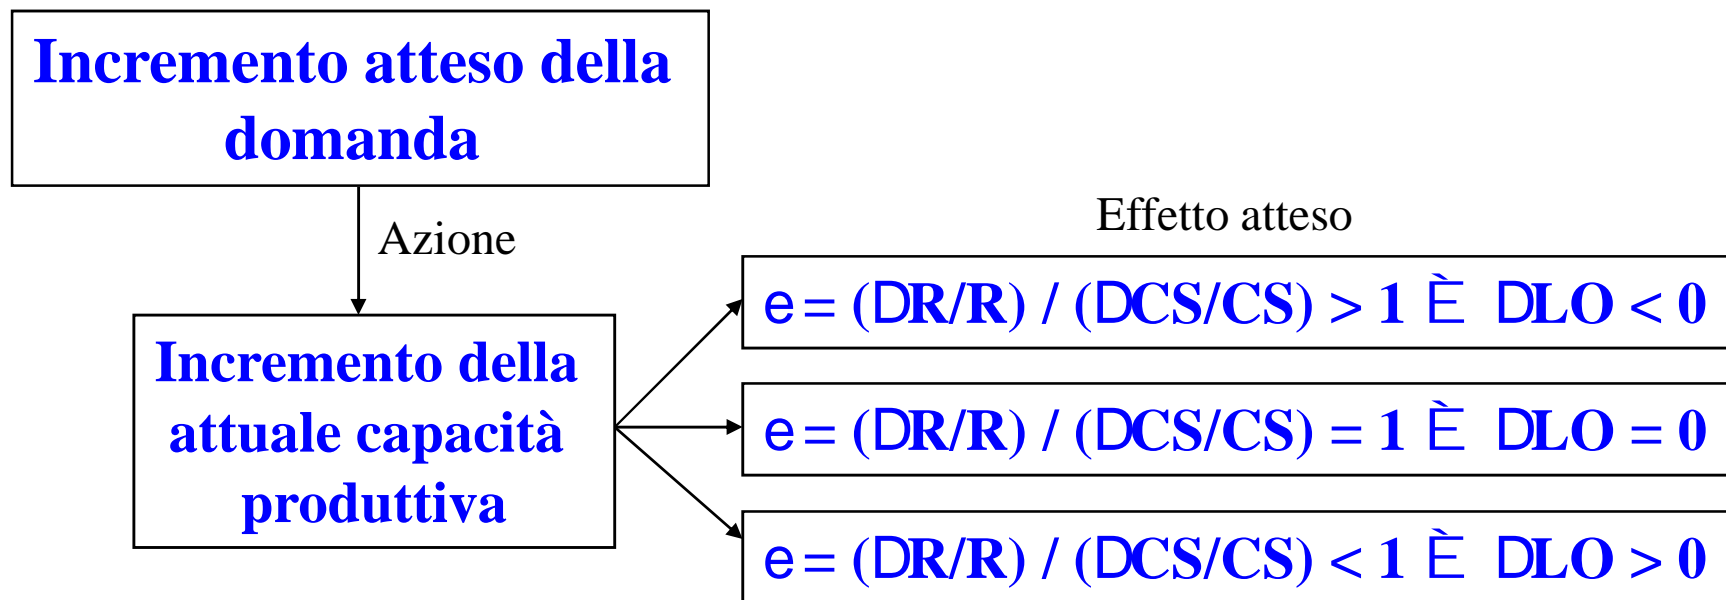 Incremento atteso della
domanda
Azione
Effetto atteso
Incremento della
attuale capacità
produttiva
e = (DR/R) / (DCS/CS) > 1 È DLO < 0
e = (DR/R) / (DCS/CS) = 1 È DLO = 0
e = (DR/R) / (DCS/CS) < 1 È DLO > 0